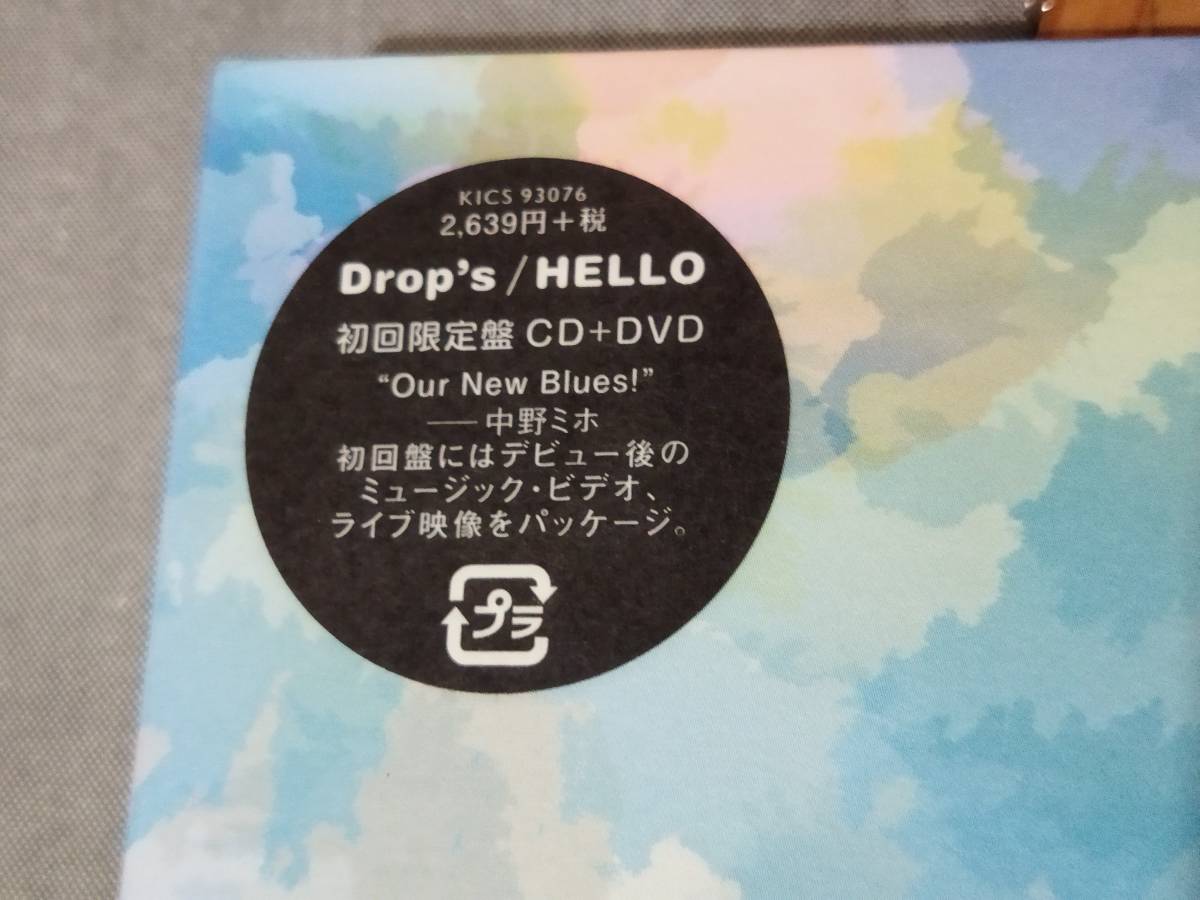 KICS 93076
2,639円+税
Drop's / HELLO
初回限定盤 CD+DVD
“Our New Blues!”
── 中野ミホ
初回盤にはデビュー後の
ミュージック・ビデオ、
ライブ映像をパッケージ。
プラ